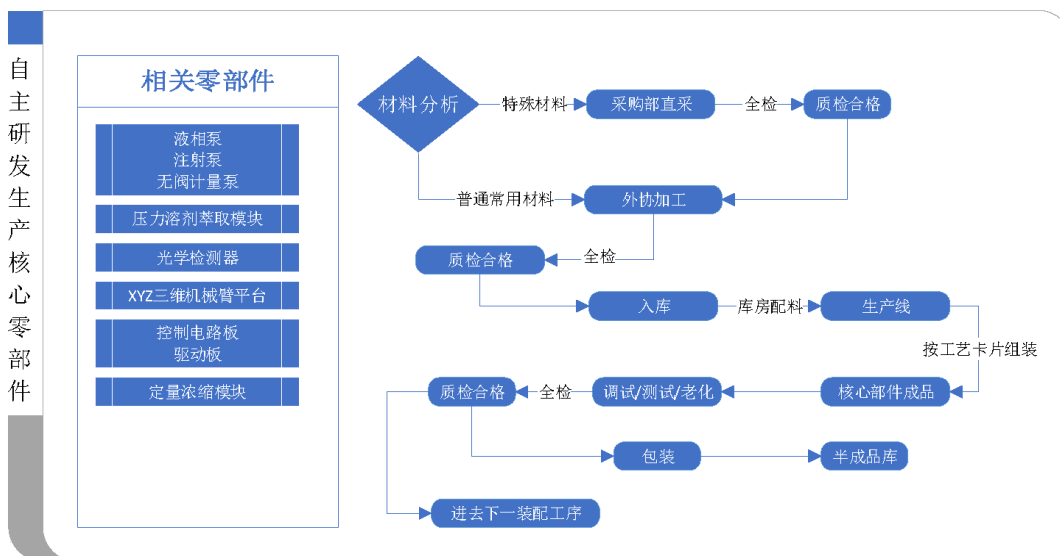 自主研发生产核心零部件
相关零部件
液相泵
注射泵
无阀计量泵
压力溶剂萃取模块
光学检测器
XYZ三维机械臂平台
控制电路板
驱动板
定量浓缩模块
材料分析
特殊材料
采购部直采
全检
质检合格
普通常用材料
外协加工
质检合格
全检
入库
库房配料
生产线
按工艺卡片组装
质检合格
全检
调试/测试/老化
核心部件成品
包装
半成品库
进去下一装配工序